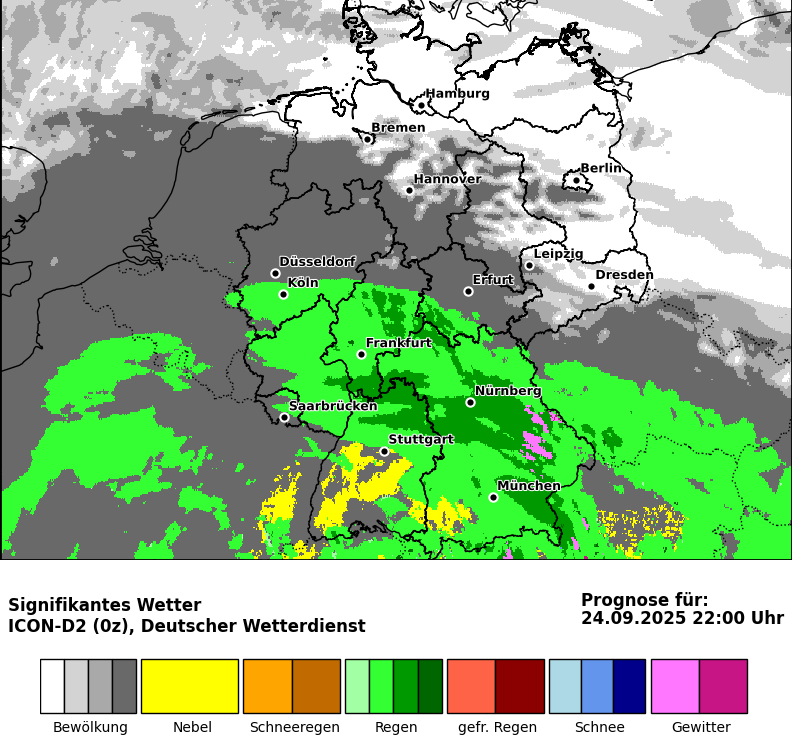 Hamburg
Bremen
Berlin
Hannover
Leipzig
Düsseldorf
Dresden
Köln
Erfurt
Frankfurt
Nürnberg
Saarbrücken
Stuttgart
München
Signifikantes Wetter
ICON-D2 (0z), Deutscher Wetterdienst
Prognose für:
24.09.2025 22:00 Uhr
Bewölkung Nebel Schneeregen Regen gefr. Regen Schnee Gewitter